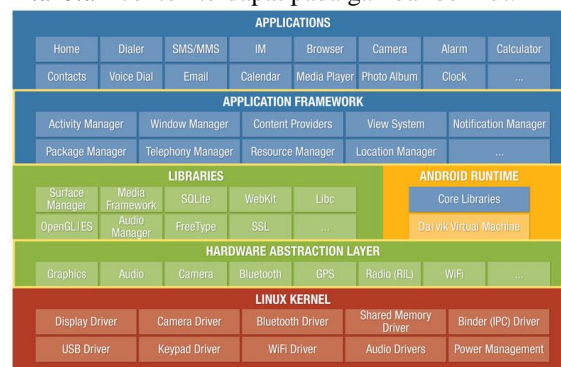 APPLICATIONS
Home Dialer SMS/MMS IM Browser Camera Alarm Calculator
Contacts Voice Dial Email Calendar Media Player Photo Album Clock ...
APPLICATION FRAMEWORK
Activity Manager Window Manager Content Providers View System Notification Manager
Package Manager Telephony Manager Resource Manager Location Manager ...
LIBRARIES ANDROID RUNTIME
Surface Manager Media Framework SQLite WebKit Libc Core Libraries
OpenGL|ES Audio Manager FreeType SSL ... Dalvik Virtual Machine
HARDWARE ABSTRACTION LAYER
Graphics Audio Camera Bluetooth GPS Radio (RIL) WiFi ...
LINUX KERNEL
Display Driver Camera Driver Bluetooth Driver Shared Memory Driver Binder (IPC) Driver
USB Driver Keypad Driver WiFi Driver Audio Drivers Power Management